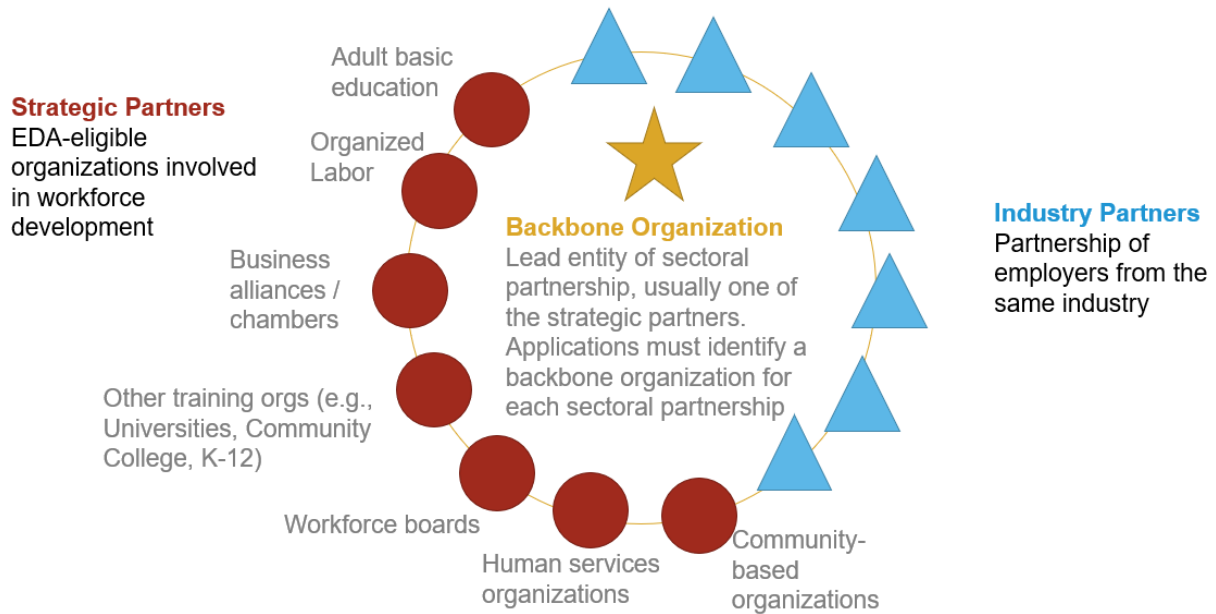 Strategic Partners
EDA-eligible
organizations involved
in workforce
development
Adult basic
education
Organized
Labor
Business
alliances /
chambers
Other training orgs (e.g.,
Universities, Community
College, K-12)
Workforce boards
Human services
organizations
Community-
based
organizations
Backbone Organization
Lead entity of sectoral
partnership, usually one of
the strategic partners.
Applications must identify a
backbone organization for
each sectoral partnership
Industry Partners
Partnership of
employers from the
same industry